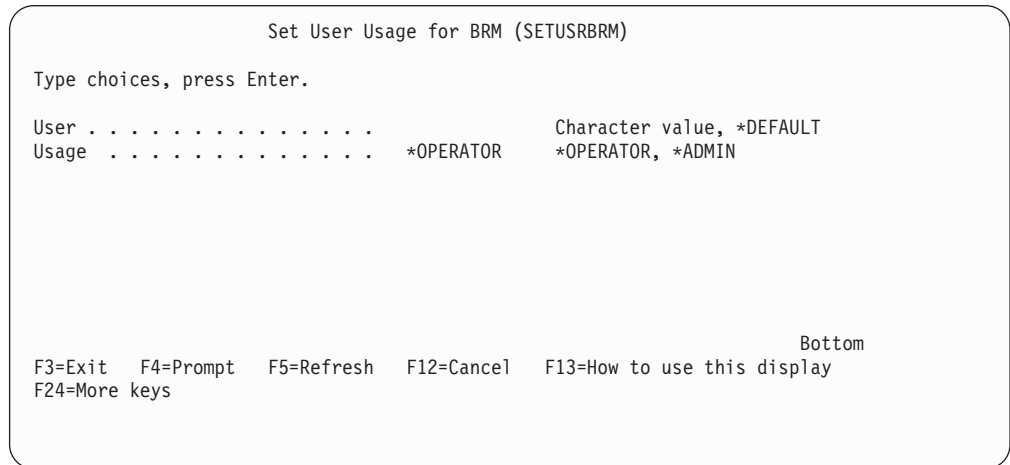 Set User Usage for BRM (SETUSRBRM)
Type choices, press Enter.
User . . . . . . . . . . . . . . Character value, *DEFAULT
Usage . . . . . . . . . . . . . *OPERATOR *OPERATOR, *ADMIN
Bottom
F3=Exit F4=Prompt F5=Refresh F12=Cancel F13=How to use this display
F24=More keys